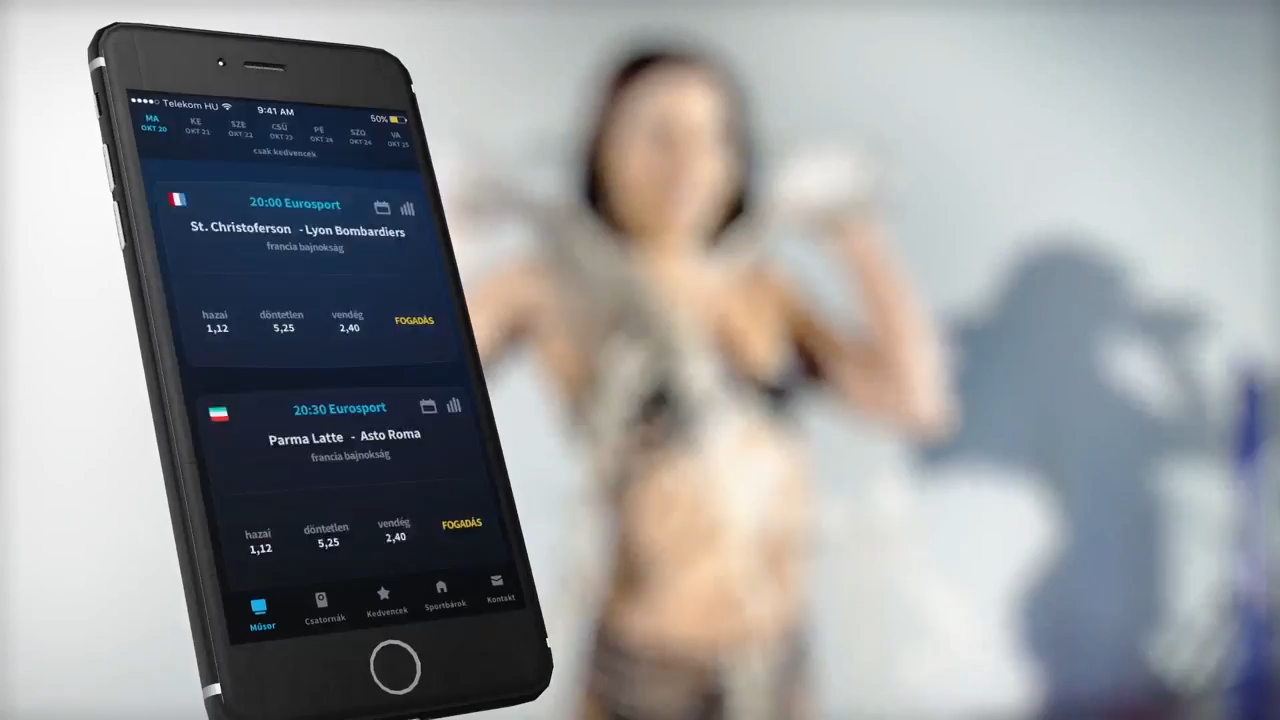 Telekom HU 9:41 AM 50%
MA KE SZE CSÜ PÉ SZO VA
OKT 20 OKT 21 OKT 22 OKT 23 OKT 24 OKT 24 OKT 25
csak kedvencek
20:00 Eurosport
St. Christoferson - Lyon Bombardiers
francia bajnokság
hazai döntetlen vendég
1,12 5,25 2,40 FOGADÁS
20:30 Eurosport
Parma Latte - Asto Roma
francia bajnokság
hazai döntetlen vendég
1,12 5,25 2,40 FOGADÁS
Műsor Csatornák Kedvencek Sportbárok Kontakt